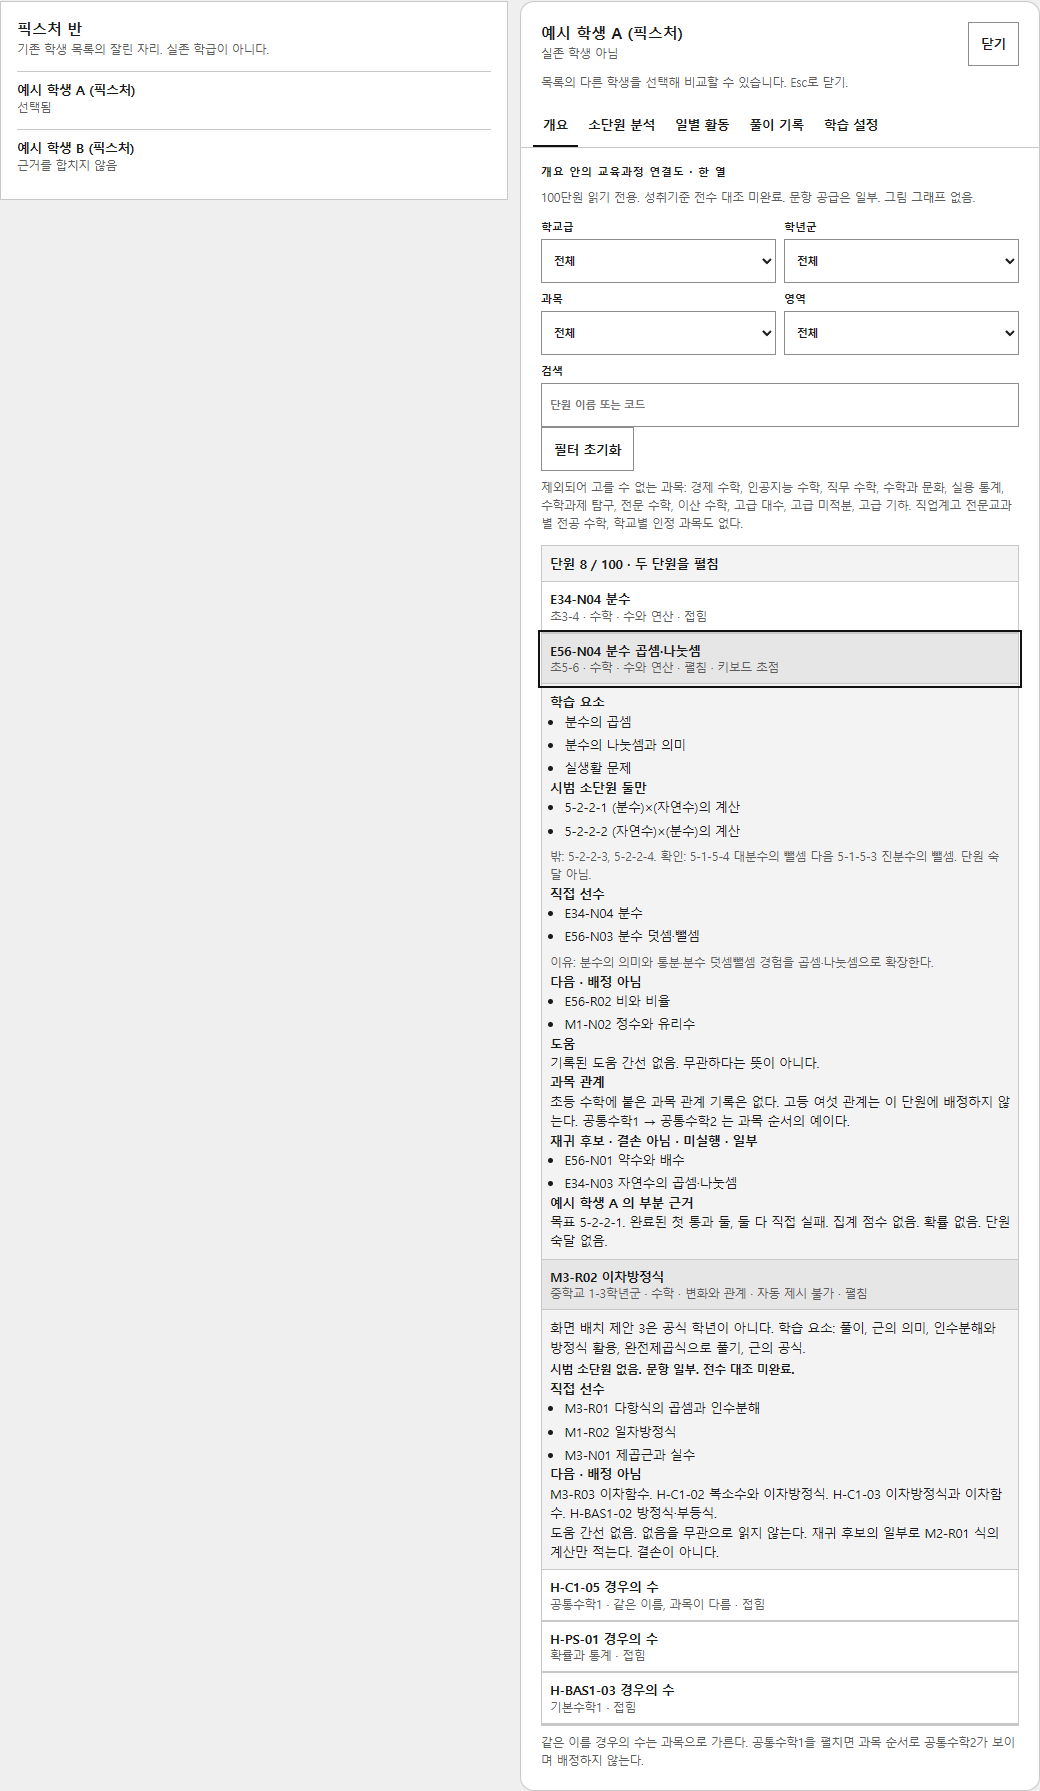 픽스처 반
기존 학생 목록의 잘린 자리. 실존 학급이 아니다.
예시 학생 A (픽스처)
선택됨
예시 학생 B (픽스처)
근거를 합치지 않음
예시 학생 A (픽스처)
실존 학생 아님
닫기
목록의 다른 학생을 선택해 비교할 수 있습니다. Esc로 닫기.
개요 소단원 분석 일별 활동 풀이 기록 학습 설정
개요 안의 교육과정 연결도 · 한 열
100단원 읽기 전용. 성취기준 전수 대조 미완료. 문항 공급은 일부. 그림 그래프 없음.
학교급 학년군
전체 전체
과목 영역
전체 전체
검색
단원 이름 또는 코드
필터 초기화
제외되어 고를 수 없는 과목: 경제 수학, 인공지능 수학, 직무 수학, 수학과 문화, 실용 통계,
수학과제 탐구, 전문 수학, 이산 수학, 고급 대수, 고급 미적분, 고급 기하. 직업계고 전문교과
별 전공 수학, 학교별 인정 과목도 없다.
단원 8 / 100 · 두 단원을 펼침
E34-N04 분수
초3-4 · 수학 · 수와 연산 · 접힘
E56-N04 분수 곱셈·나눗셈
초5-6 · 수학 · 수와 연산 · 펼침 · 키보드 초점
학습 요소
• 분수의 곱셈
• 분수의 나눗셈과 의미
• 실생활 문제
시범 소단원 둘만
• 5-2-2-1 (분수)×(자연수)의 계산
• 5-2-2-2 (자연수)×(분수)의 계산
밖: 5-2-2-3, 5-2-2-4. 확인: 5-1-5-4 대분수의 뺄셈 다음 5-1-5-3 진분수의 뺄셈. 단원 숙
달 아님.
직접 선수
• E34-N04 분수
• E56-N03 분수 덧셈·뺄셈
이유: 분수의 의미와 통분·분수 덧셈뺄셈 경험을 곱셈·나눗셈으로 확장한다.
다음 · 배정 아님
• E56-R02 비와 비율
• M1-N02 정수와 유리수
도움
기록된 도움 간선 없음. 무관하다는 뜻이 아니다.
과목 관계
초등 수학에 붙은 과목 관계 기록은 없다. 고등 여섯 관계는 이 단원에 배정하지 않
는다. 공통수학1 → 공통수학2 는 과목 순서의 예이다.
재귀 후보 · 결손 아님 · 미실행 · 일부
• E56-N01 약수와 배수
• E34-N03 자연수의 곱셈·나눗셈
예시 학생 A 의 부분 근거
목표 5-2-2-1. 완료된 첫 통과 둘, 둘 다 직접 실패. 집계 점수 없음. 확률 없음. 단원
숙달 없음.
M3-R02 이차방정식
중학교 1-3학년군 · 수학 · 변화와 관계 · 자동 제시 불가 · 펼침
화면 배치 제안 3은 공식 학년이 아니다. 학습 요소: 풀이, 근의 의미, 인수분해와
방정식 활용, 완전제곱식으로 풀기, 근의 공식.
시범 소단원 없음. 문항 일부. 전수 대조 미완료.
직접 선수
• M3-R01 다항식의 곱셈과 인수분해
• M1-R02 일차방정식
• M3-N01 제곱근과 실수
다음 · 배정 아님
M3-R03 이차함수. H-C1-02 복소수와 이차방정식. H-C1-03 이차방정식과 이차함
수. H-BAS1-02 방정식·부등식.
도움 간선 없음. 없음을 무관으로 읽지 않는다. 재귀 후보의 일부로 M2-R01 식의
계산만 적는다. 결손이 아니다.
H-C1-05 경우의 수
공통수학1 · 같은 이름, 과목이 다름 · 접힘
H-PS-01 경우의 수
확률과 통계 · 접힘
H-BAS1-03 경우의 수
기본수학1 · 접힘
같은 이름 경우의 수는 과목으로 가른다. 공통수학1을 펼치면 과목 순서로 공통수학2가 보이
며 배정하지 않는다.